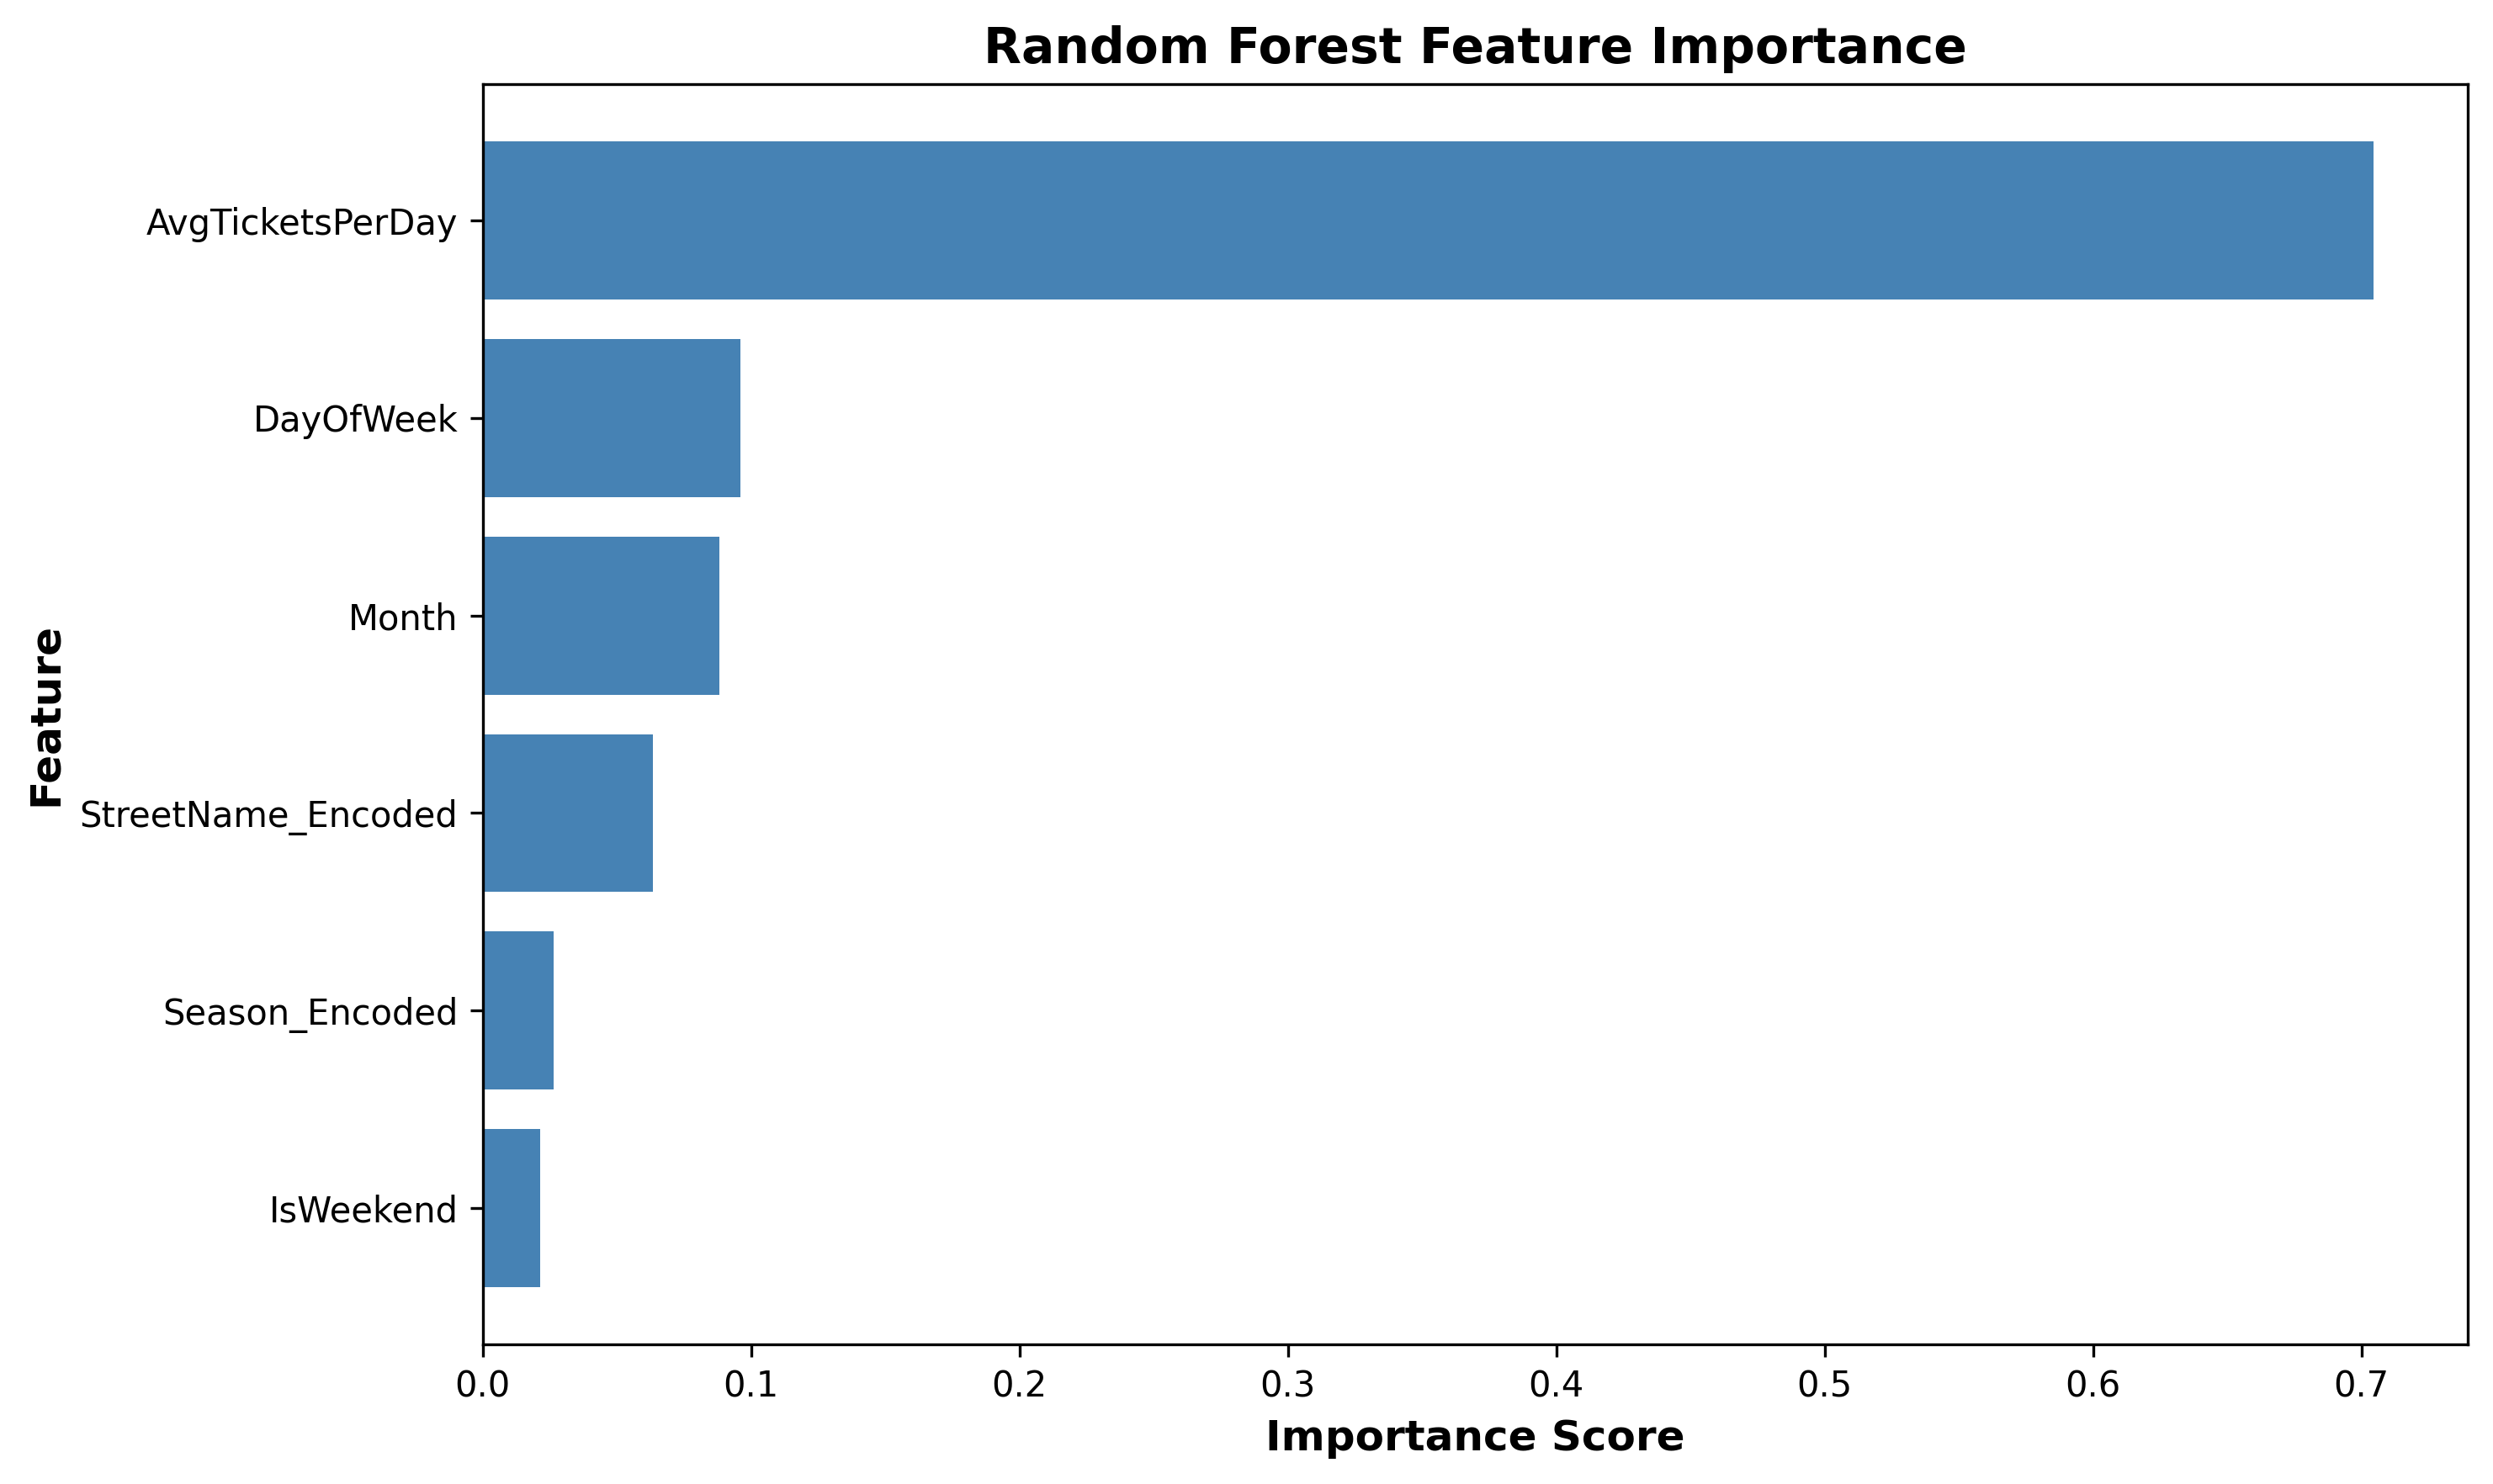 Random Forest Feature Importance
Feature
AvgTicketsPerDay
DayOfWeek
Month
StreetName_Encoded
Season_Encoded
IsWeekend
0.0 0.1 0.2 0.3 0.4 0.5 0.6 0.7
Importance Score